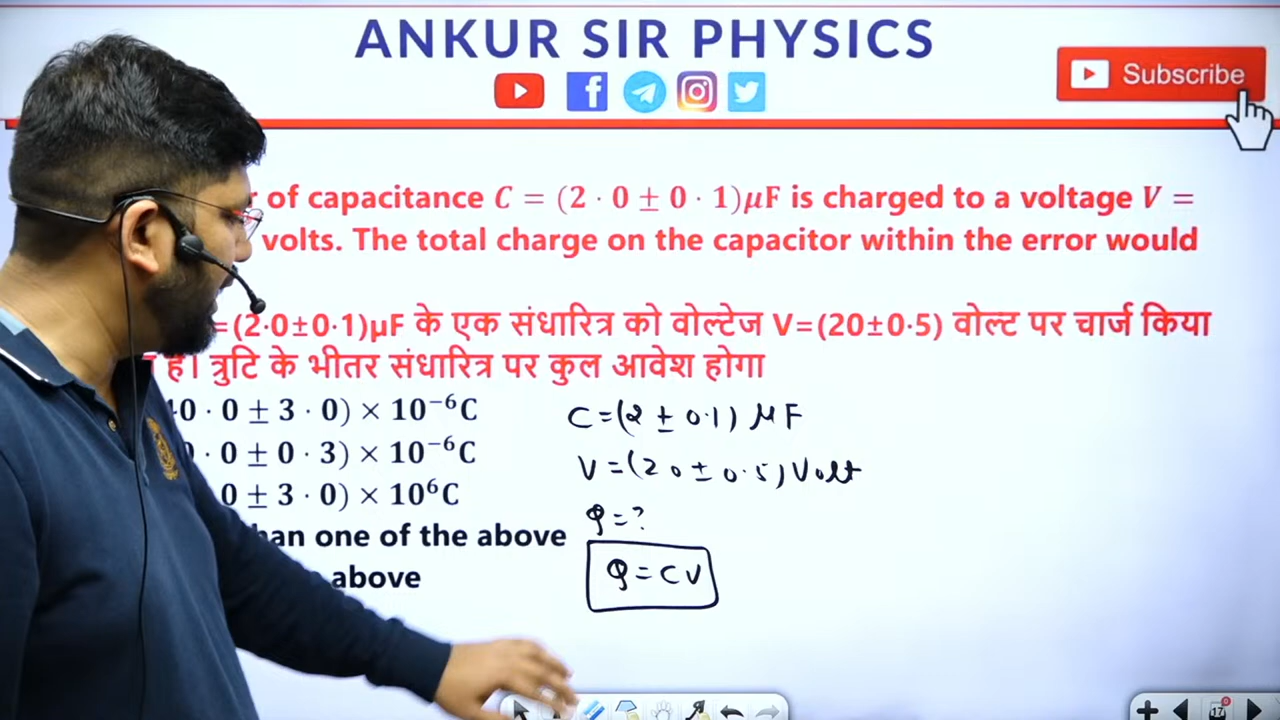 ANKUR SIR PHYSICS
Subscribe
of capacitance C = (2 · 0 ± 0 · 1)μF is charged to a voltage V =
volts. The total charge on the capacitor within the error would
=(2·0±0·1)μF के एक संधारित्र को वोल्टेज V=(20±0·5) वोल्ट पर चार्ज किया
है। त्रुटि के भीतर संधारित्र पर कुल आवेश होगा
0 · 0 ± 3 · 0) × 10⁻⁶C
· 0 ± 0 · 3) × 10⁻⁶C
0 ± 3 · 0) × 10⁶C
than one of the above
above
C=(2 ± 0.1) μF
V=(20 ± 0.5) Volt
φ=?
φ=CV
17